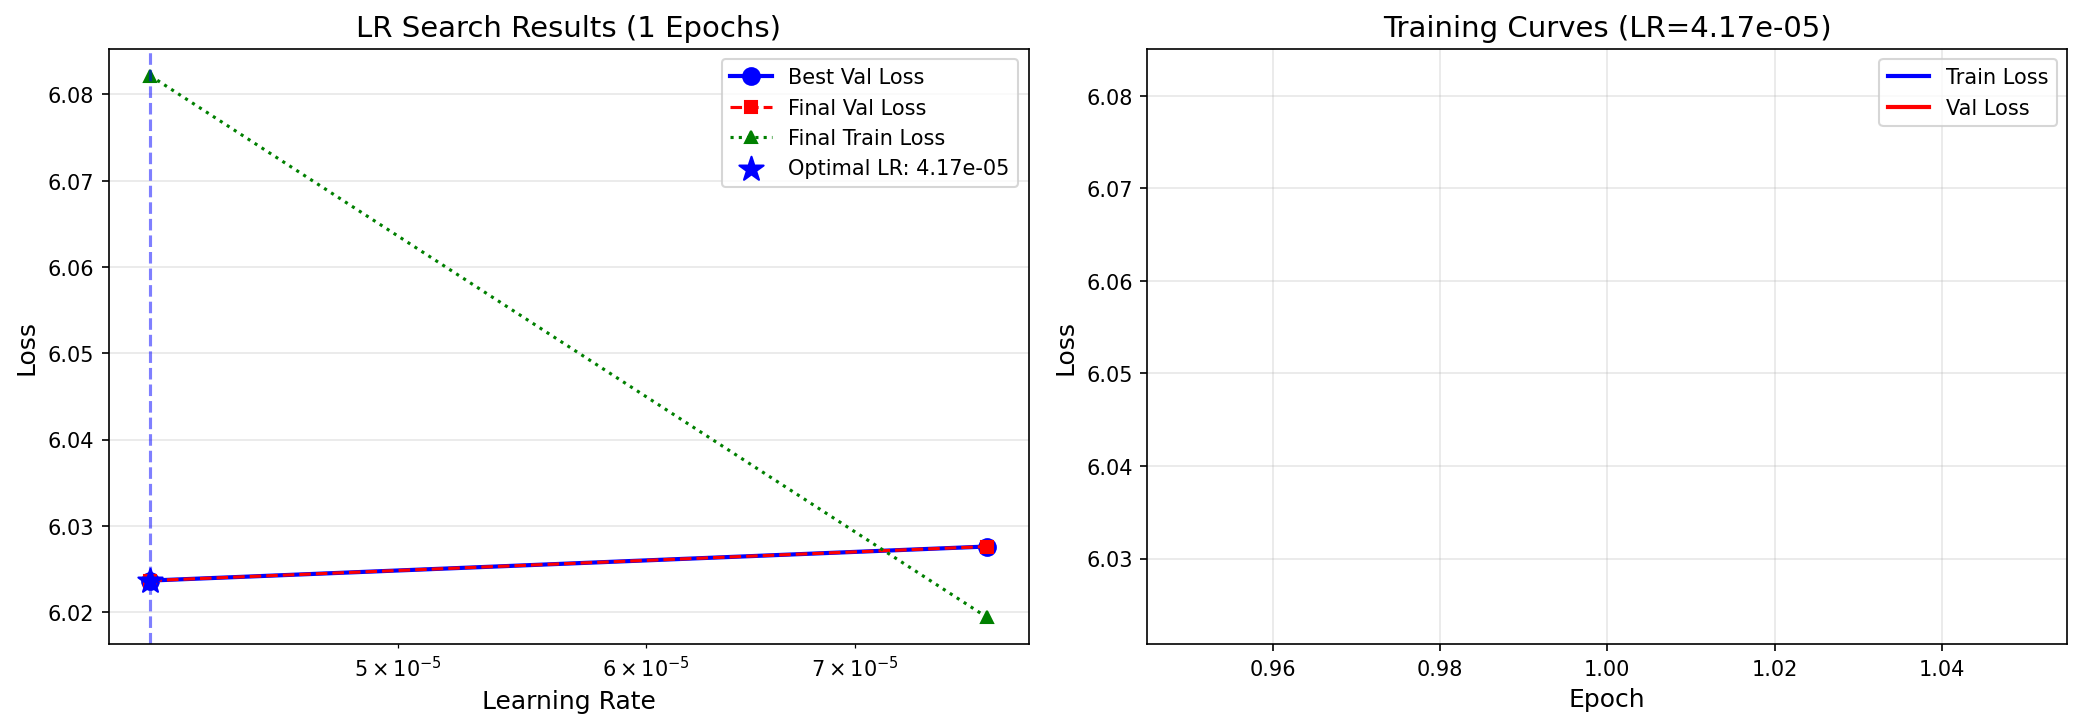 LR Search Results (1 Epochs)
6.08
6.07
6.06
6.05
6.04
6.03
6.02
Loss
Best Val Loss
Final Val Loss
Final Train Loss
Optimal LR: 4.17e-05
5 × 10⁻⁵
6 × 10⁻⁵
7 × 10⁻⁵
Learning Rate
Training Curves (LR=4.17e-05)
6.08
6.07
6.06
6.05
6.04
6.03
Loss
Train Loss
Val Loss
0.96
0.98
1.00
1.02
1.04
Epoch